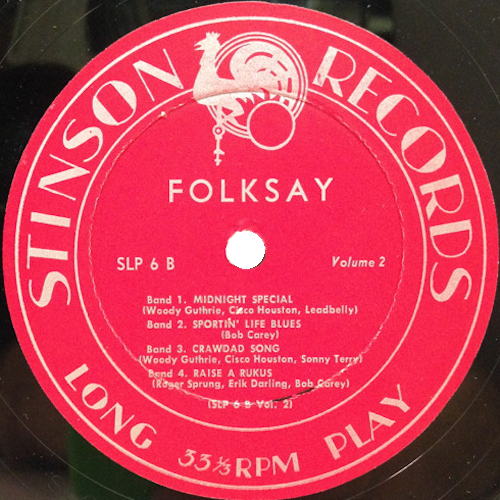 STINSON RECORDS
FOLKSAY
SLP 6 B
Volume 2
Band 1. MIDNIGHT SPECIAL
(Woody Guthrie, Cisco Houston, Leadbelly)
Band 2. SPORTIN' LIFE BLUES
(Bob Carey)
Band 3. CRAWDAD SONG
(Woody Guthrie, Cisco Houston, Sonny Terry)
Band 4. RAISE A RUKUS
(Roger Sprung, Erik Darling, Bob Carey)
(SLP 6 B Vol. 2)
LONG 33⅓ RPM PLAY